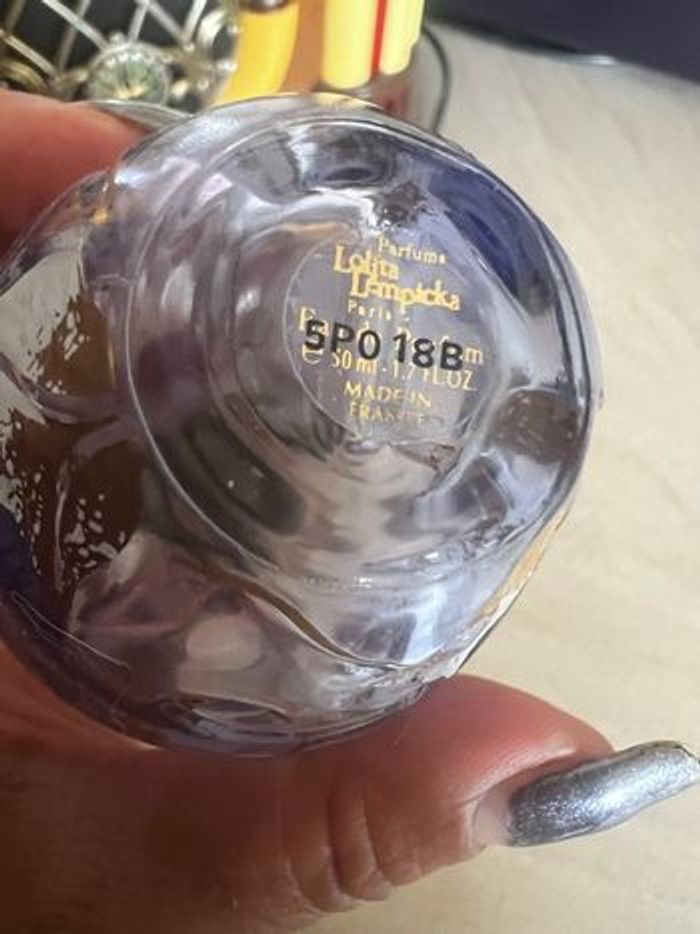 Parfums
Lolita
Lempicka
Paris
5P0 18B
℮ 50 ml - 1.7 FL.OZ
MADE IN
FRANCE